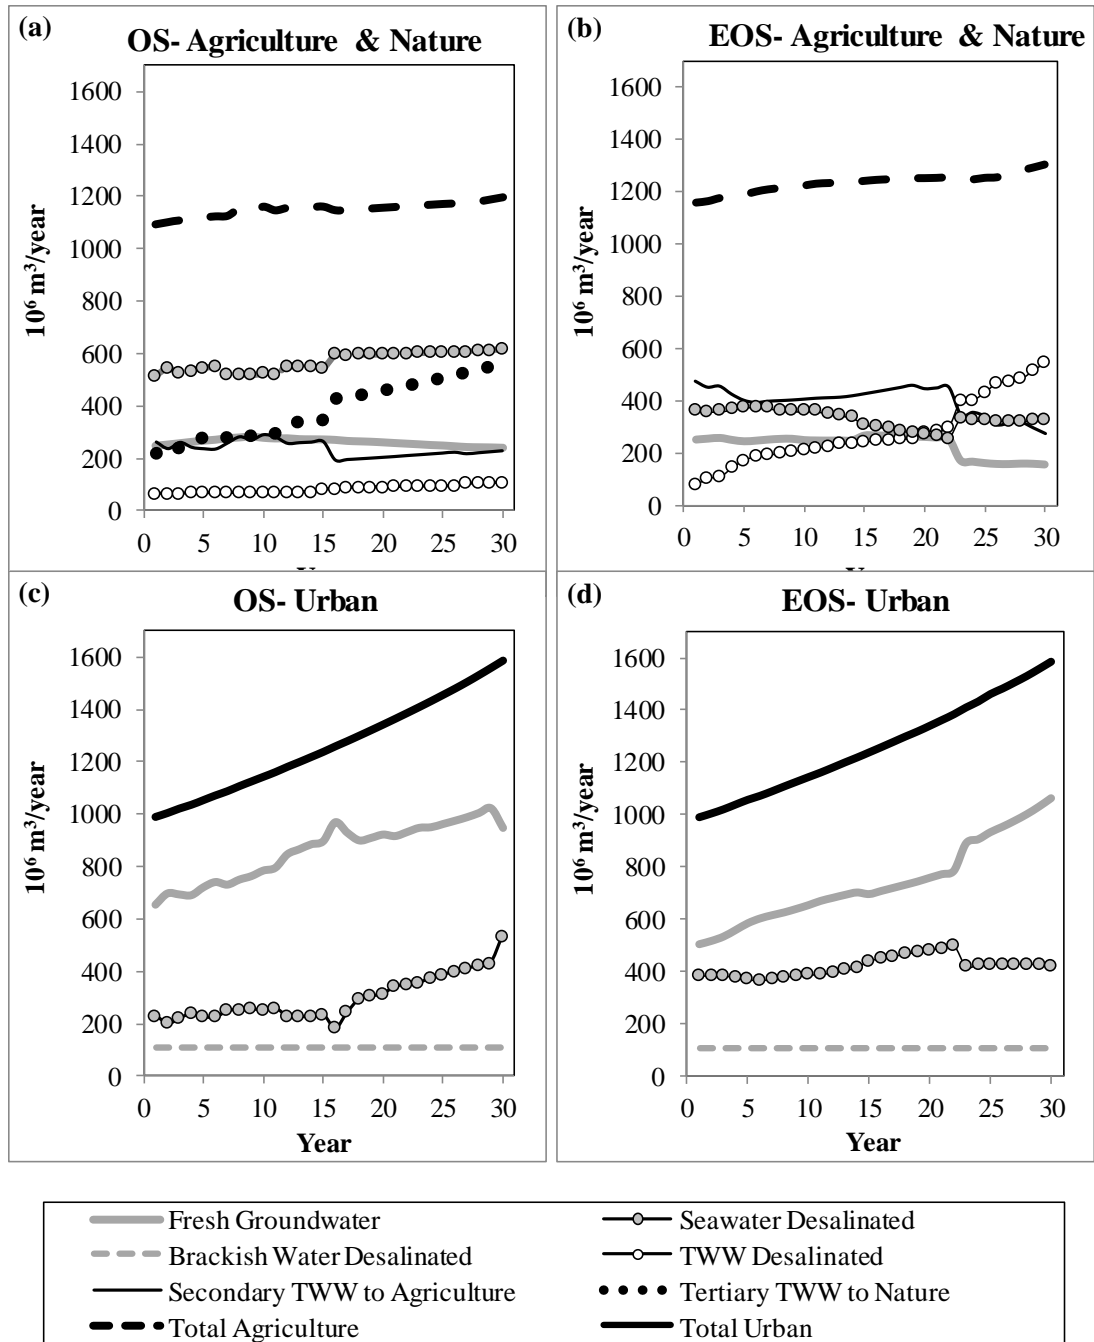 (a)
OS- Agriculture & Nature
10⁶ m³/year
1600
1400
1200
1000
800
600
400
200
0
0 5 10 15 20 25 30
(b)
EOS- Agriculture & Nature
10⁶ m³/year
1600
1400
1200
1000
800
600
400
200
0
0 5 10 15 20 25 30
(c)
OS- Urban
10⁶ m³/year
1600
1400
1200
1000
800
600
400
200
0
0 5 10 15 20 25 30
Year
(d)
EOS- Urban
10⁶ m³/year
1600
1400
1200
1000
800
600
400
200
0
0 5 10 15 20 25 30
Year
Fresh Groundwater
Seawater Desalinated
Brackish Water Desalinated
TWW Desalinated
Secondary TWW to Agriculture
Tertiary TWW to Nature
Total Agriculture
Total Urban